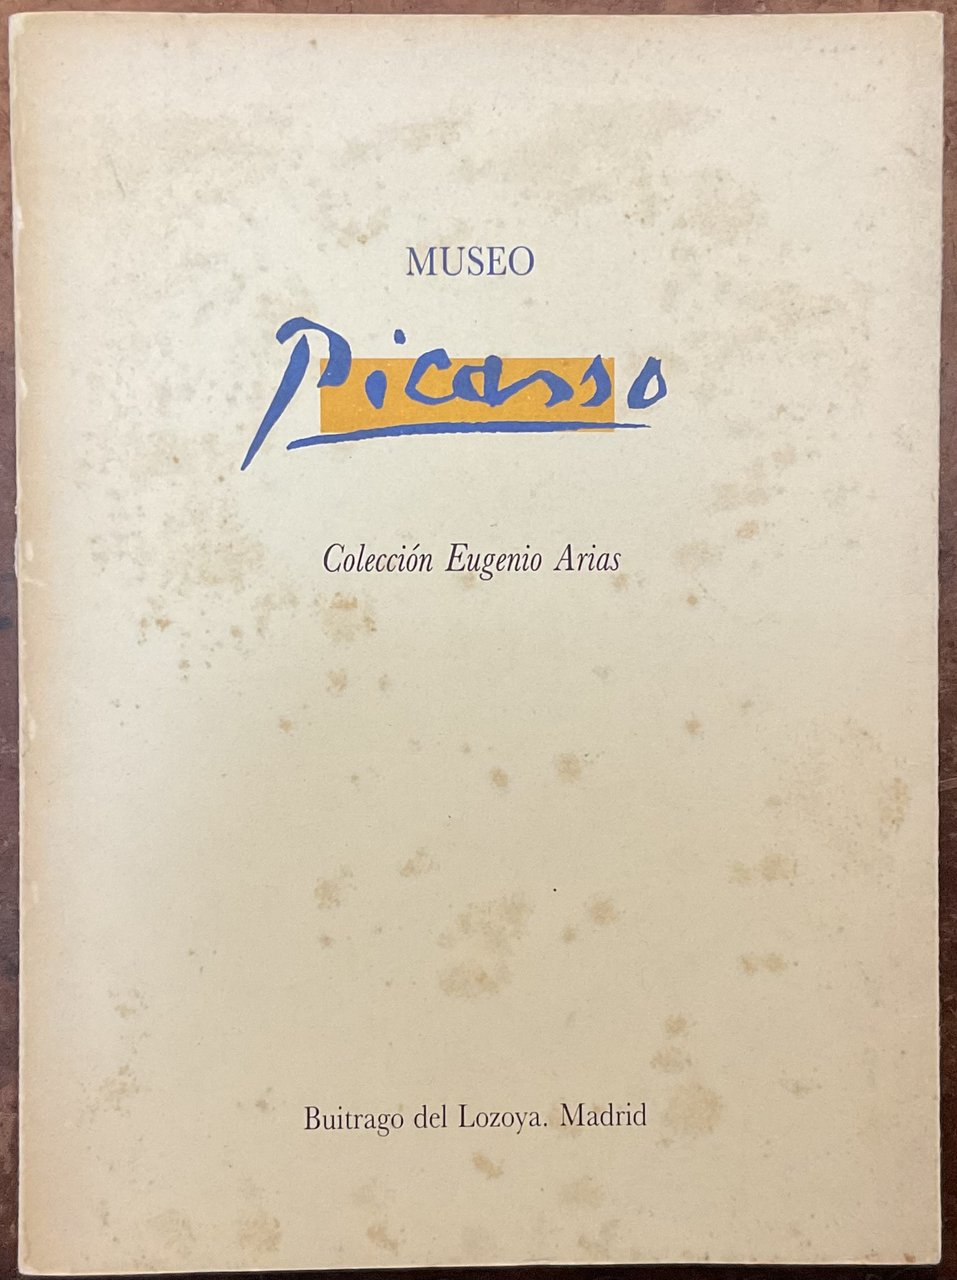 MUSEO
Picasso
Colección Eugenio Arias
Buitrago del Lozoya. Madrid